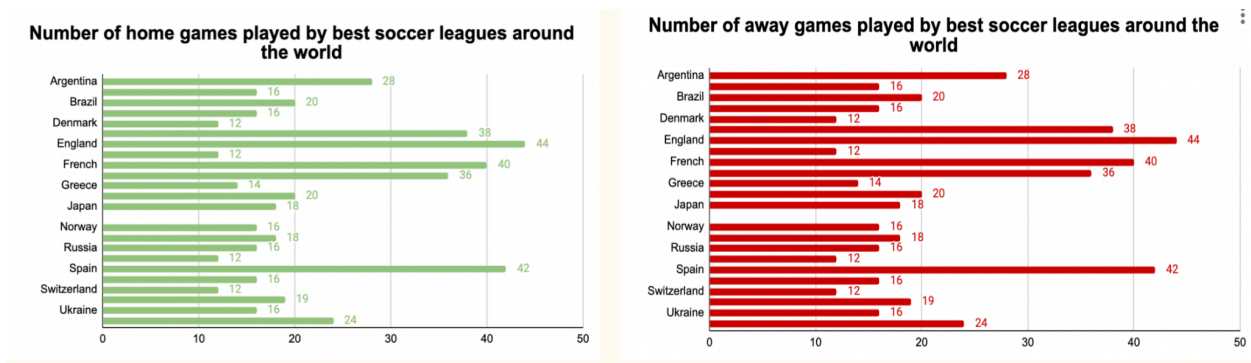 Number of home games played by best soccer leagues around
the world
Argentina
28
16
Brazil
20
16
Denmark
12
38
England
44
12
French
40
36
Greece
14
20
Japan
18
Norway
16
18
Russia
16
12
Spain
42
16
Switzerland
12
19
Ukraine
16
24
0
10
20
30
40
50
Number of away games played by best soccer leagues around the
world
Argentina
28
16
Brazil
20
16
Denmark
12
38
England
44
12
French
40
36
Greece
14
20
Japan
18
Norway
16
18
Russia
16
12
Spain
42
16
Switzerland
12
19
Ukraine
16
24
0
10
20
30
40
50